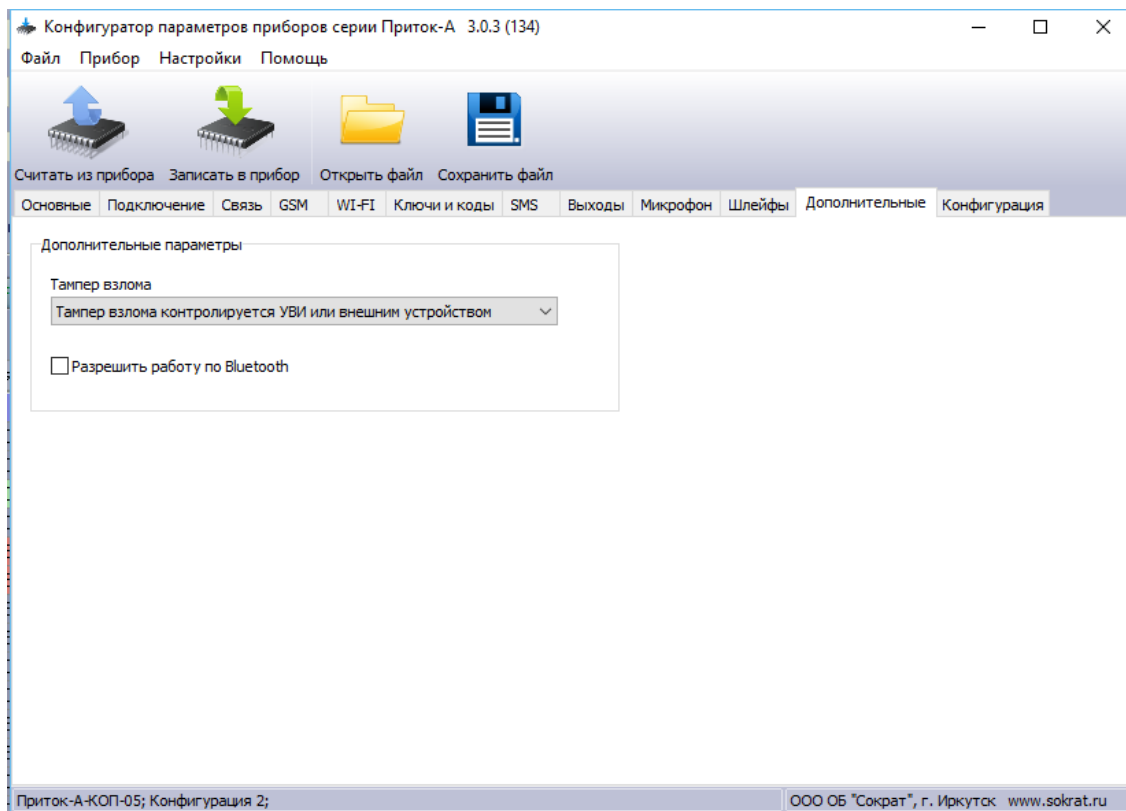 Конфигуратор параметров приборов серии Приток-А 3.0.3 (134)
Файл Прибор Настройки Помощь
Считать из прибора Записать в прибор Открыть файл Сохранить файл
Основные Подключение Связь GSM WI-FI Ключи и коды SMS Выходы Микрофон Шлейфы Дополнительные Конфигурация
Дополнительные параметры
Тампер взлома
Тампер взлома контролируется УВИ или внешним устройством
Разрешить работу по Bluetooth
Приток-А-КОП-05; Конфигурация 2; ООО ОБ "Сократ", г. Иркутск www.sokrat.ru